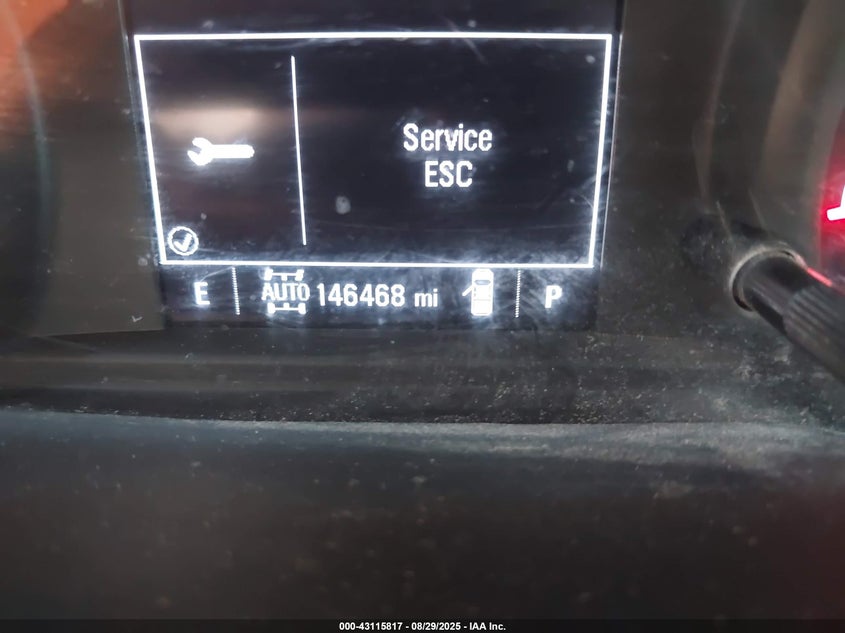 Service
ESC
E AUTO 146468 mi P
000-43115817 - 08/29/2025 - IAA Inc.